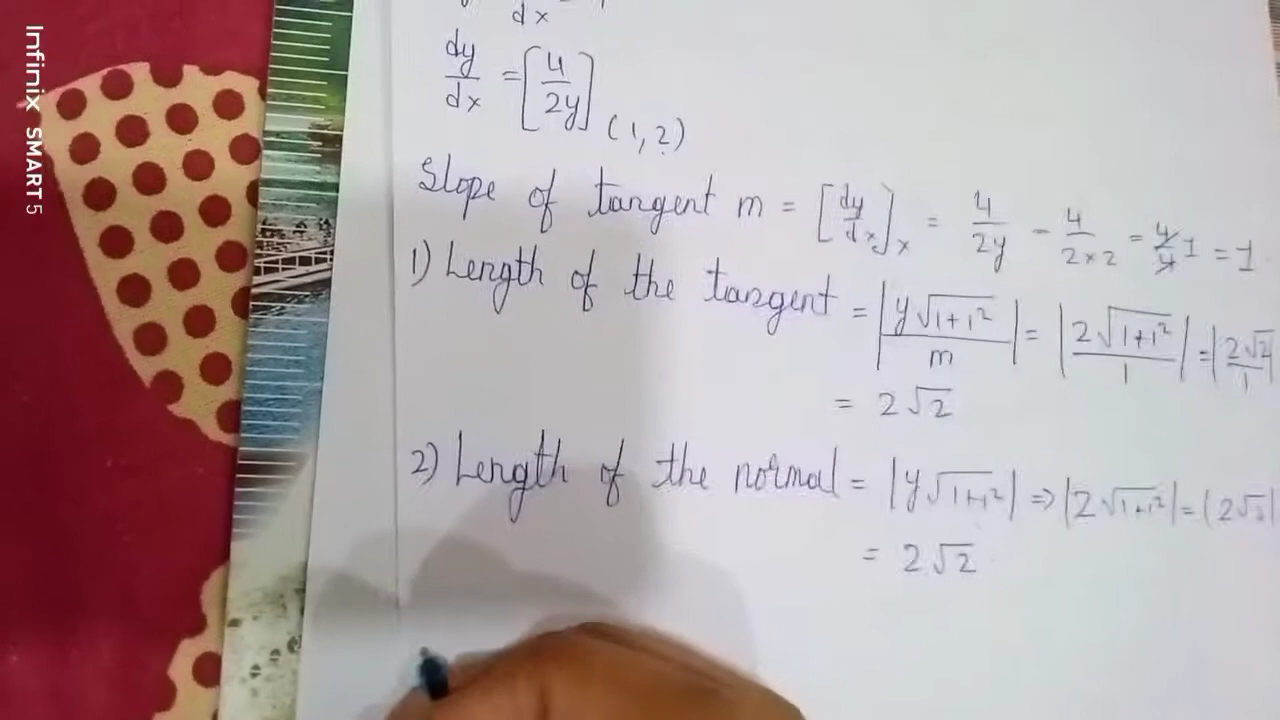 Infinix SMART 5
dx
dy/dx = [4/2y](1,2)
Slope of tangent m = [dy/dx]x = 4/2y - 4/2×2 = 4/4 1 = 1
1) Length of the tangent = |y√1+1²/m| = |2√1+1²/1| = |2√2/1|
= 2√2
2) Length of the normal = |y√1+1²| ⇒ |2√1+1²| = |2√2|
= 2√2